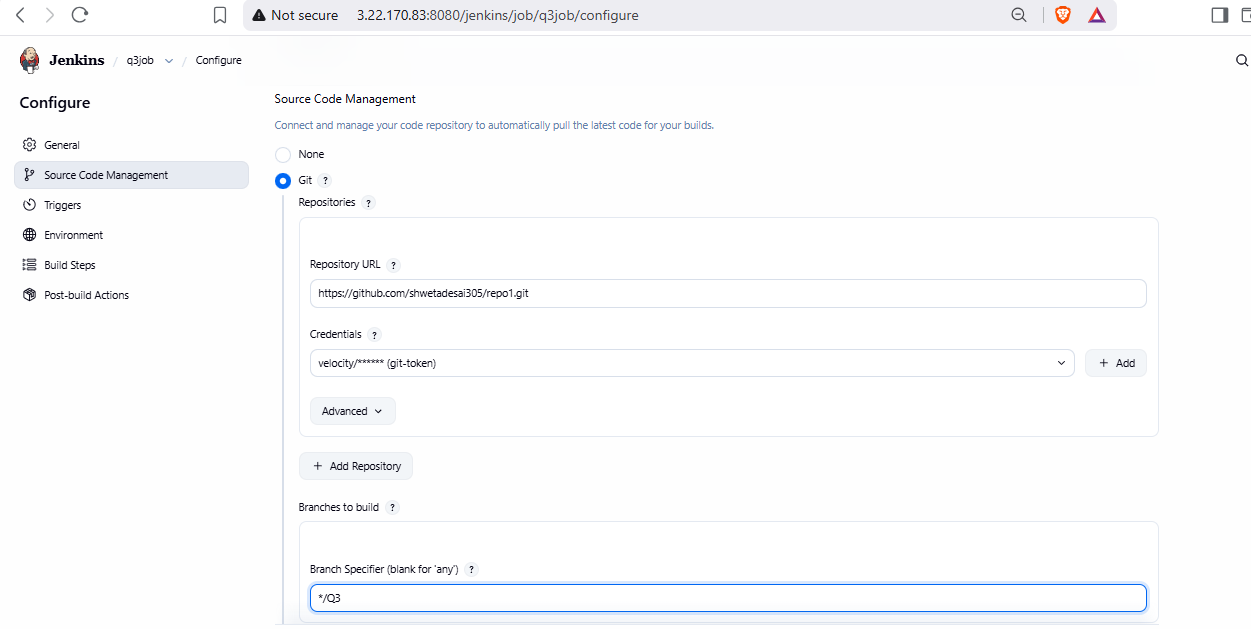 Not secure 3.22.170.83:8080/jenkins/job/q3job/configure
Jenkins / q3job / Configure
Configure
General
Source Code Management
Triggers
Environment
Build Steps
Post-build Actions
Source Code Management
Connect and manage your code repository to automatically pull the latest code for your builds.
None
Git ?
Repositories ?
Repository URL ?
https://github.com/shwetadesai305/repo1.git
Credentials ?
velocity/****** (git-token)
+ Add
Advanced
+ Add Repository
Branches to build ?
Branch Specifier (blank for 'any') ?
*/Q3